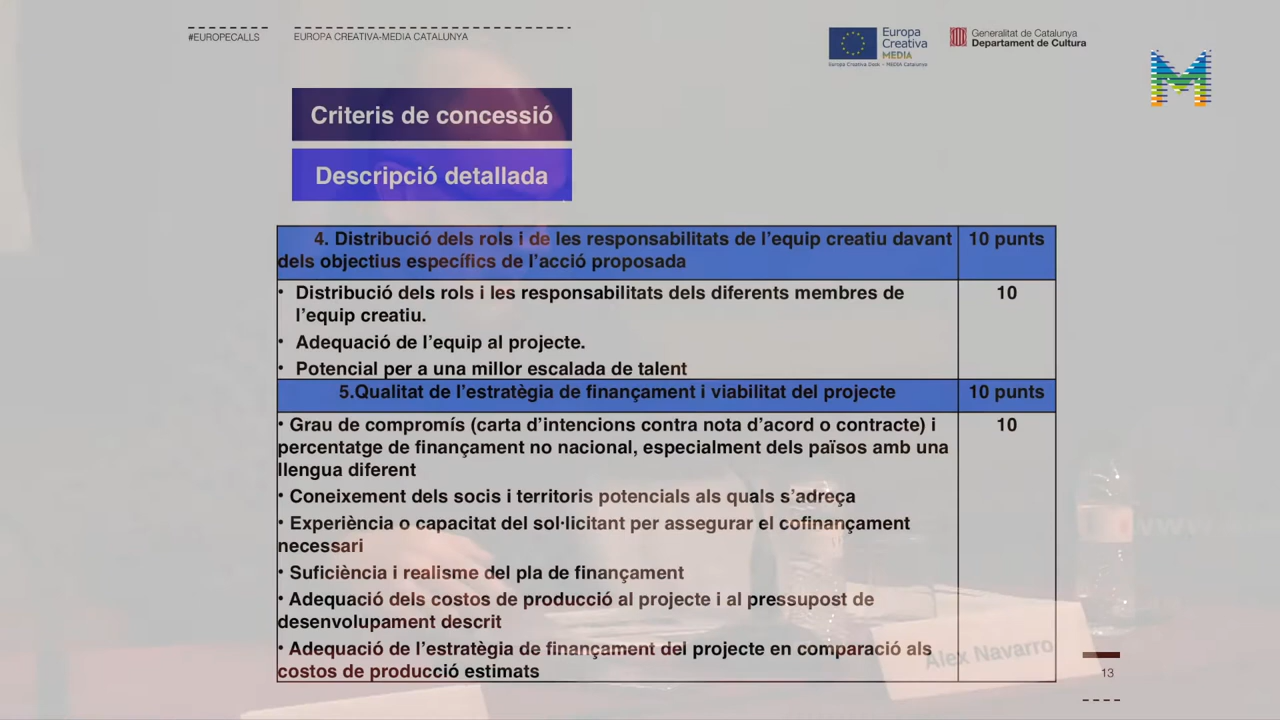 #EUROPECALLS
EUROPA CREATIVA-MEDIA CATALUNYA
Europa
Creativa
MEDIA
Europa Creativa Desk - MEDIA Catalunya
Generalitat de Catalunya
Departament de Cultura
Criteris de concessió
Descripció detallada
4. Distribució dels rols i de les responsabilitats de l'equip creatiu davant
dels objectius específics de l'acció proposada
10 punts
• Distribució dels rols i les responsabilitats dels diferents membres de
l'equip creatiu.
• Adequació de l'equip al projecte.
• Potencial per a una millor escalada de talent
10
5.Qualitat de l'estratègia de finançament i viabilitat del projecte
10 punts
• Grau de compromís (carta d'intencions contra nota d'acord o contracte) i
percentatge de finançament no nacional, especialment dels països amb una
llengua diferent
• Coneixement dels socis i territoris potencials als quals s'adreça
• Experiència o capacitat del sol·licitant per assegurar el cofinançament
necessari
• Suficiència i realisme del pla de finançament
• Adequació dels costos de producció al projecte i al pressupost de
desenvolupament descrit
• Adequació de l'estratègia de finançament del projecte en comparació als
costos de producció estimats
10
Alex Navarro
13